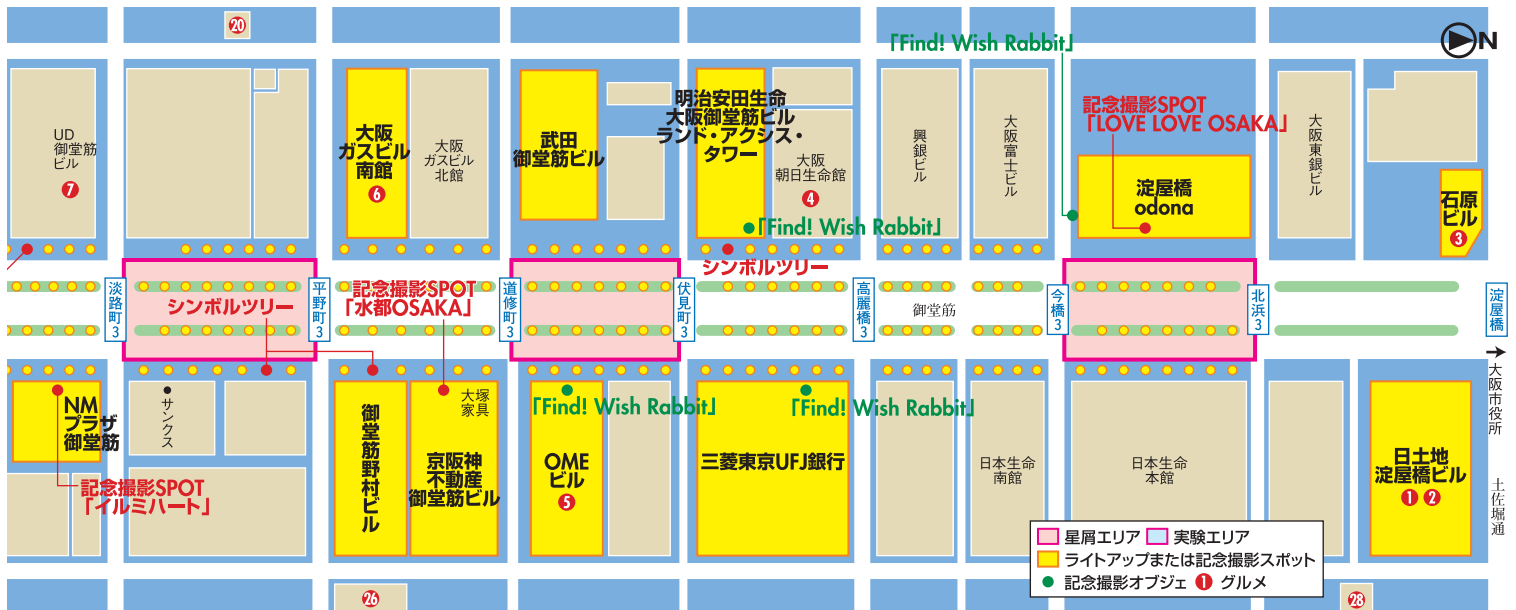 20
「Find! Wish Rabbit」
N
UD
御堂筋
ビル
7
大阪
ガスビル
南館
6
大阪
ガスビル
北館
武田
御堂筋ビル
明治安田生命
大阪御堂筋ビル
ランド・アクシス・
タワー
大阪
朝日生命館
4
「Find! Wish Rabbit」
興銀ビル
大阪富士ビル
記念撮影SPOT
「LOVE LOVE OSAKA」
淀屋橋
odona
大阪東銀ビル
石原
ビル
3
シンボルツリー
淡路町3
シンボルツリー
平野町3
記念撮影SPOT
「水都OSAKA」
道修町3
伏見町3
高麗橋3
御堂筋
今橋3
北浜3
淀屋橋
大阪市役所
土佐堀通
NM
プラザ
御堂筋
記念撮影SPOT
「イルミハート」
サンクス
御堂筋野村ビル
大塚
家具
京阪神
不動産
御堂筋ビル
「Find! Wish Rabbit」
OME
ビル
5
「Find! Wish Rabbit」
三菱東京UFJ銀行
日本生命
南館
日本生命
本館
日土地
淀屋橋ビル
1 2
星屑エリア 実験エリア
ライトアップまたは記念撮影スポット
記念撮影オブジェ 1 グルメ
26
28